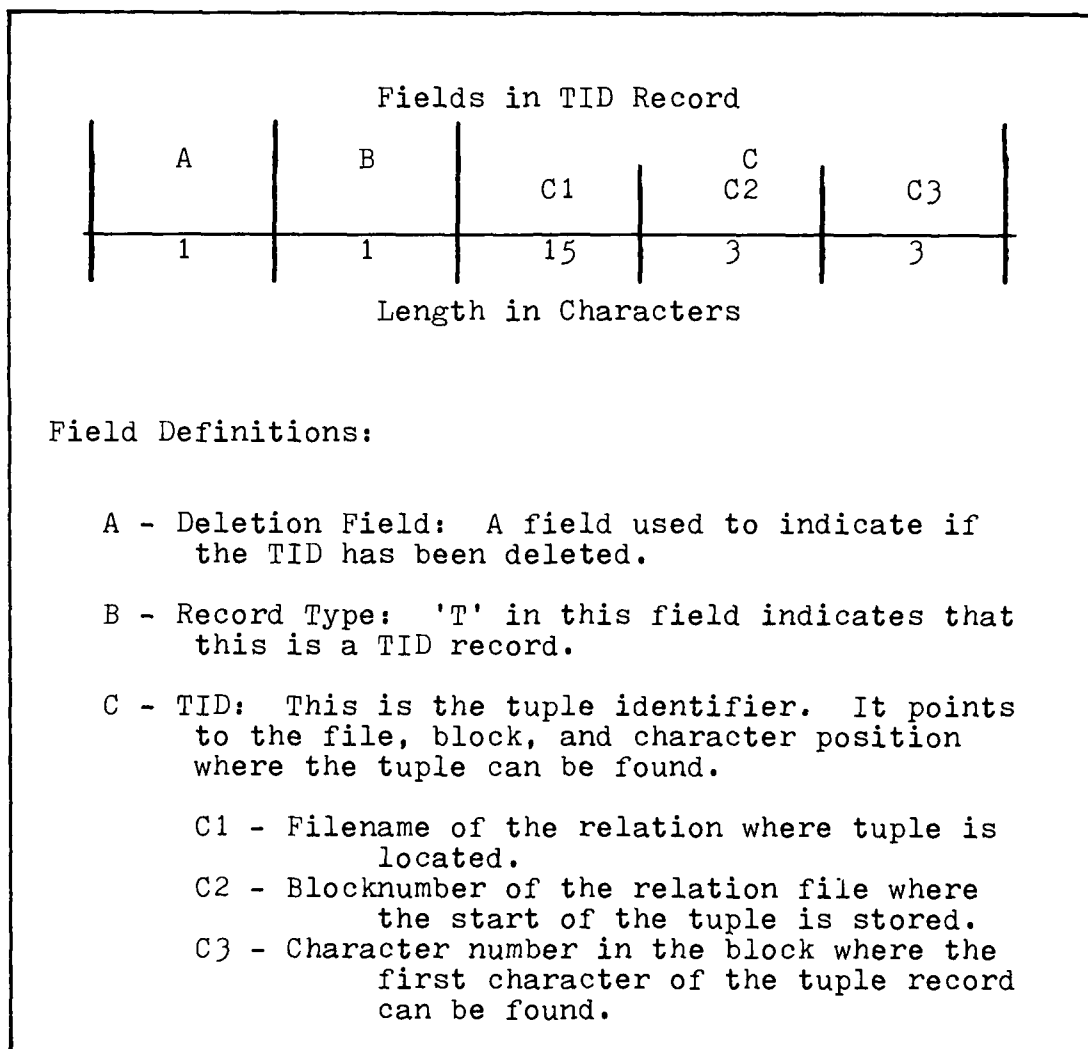 Fields in TID Record
A B C
C1 C2 C3
1 1 15 3 3
Length in Characters
Field Definitions:
A - Deletion Field: A field used to indicate if
the TID has been deleted.
B - Record Type: 'T' in this field indicates that
this is a TID record.
C - TID: This is the tuple identifier. It points
to the file, block, and character position
where the tuple can be found.
C1 - Filename of the relation where tuple is
located.
C2 - Blocknumber of the relation file where
the start of the tuple is stored.
C3 - Character number in the block where the
first character of the tuple record
can be found.